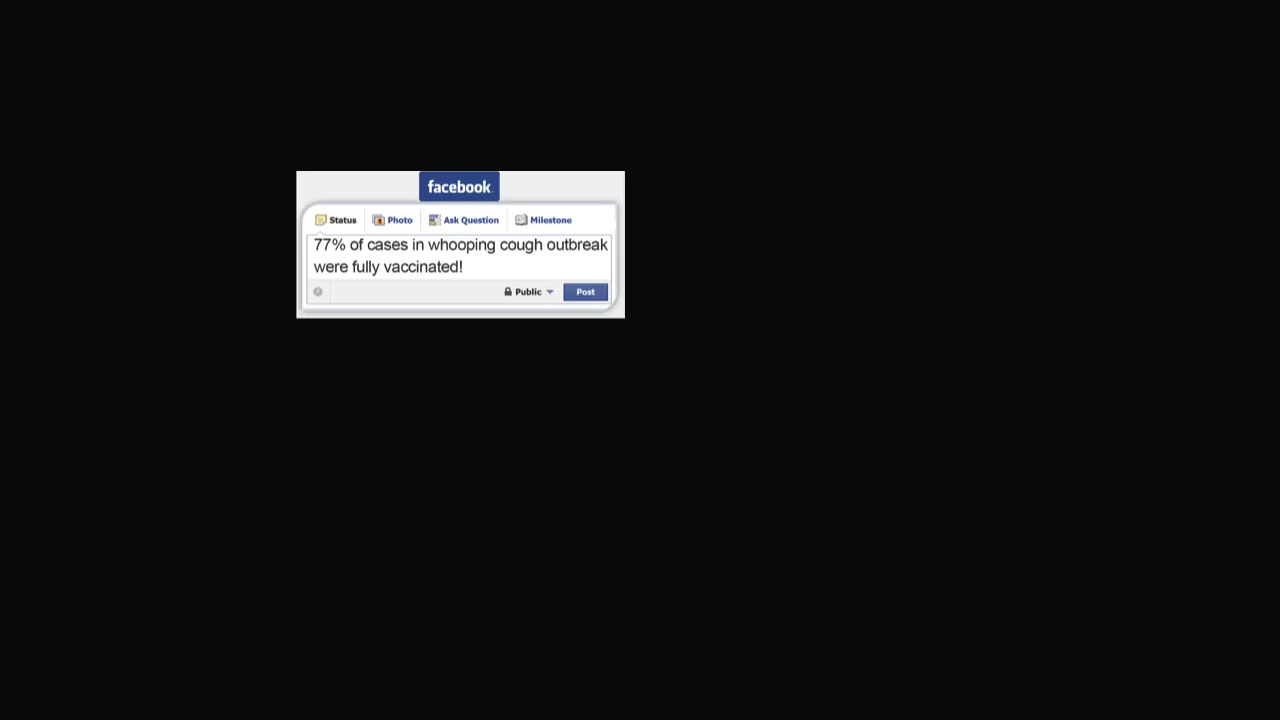 facebook
Status Photo Ask Question Milestone
77% of cases in whooping cough outbreak
were fully vaccinated!
Public Post